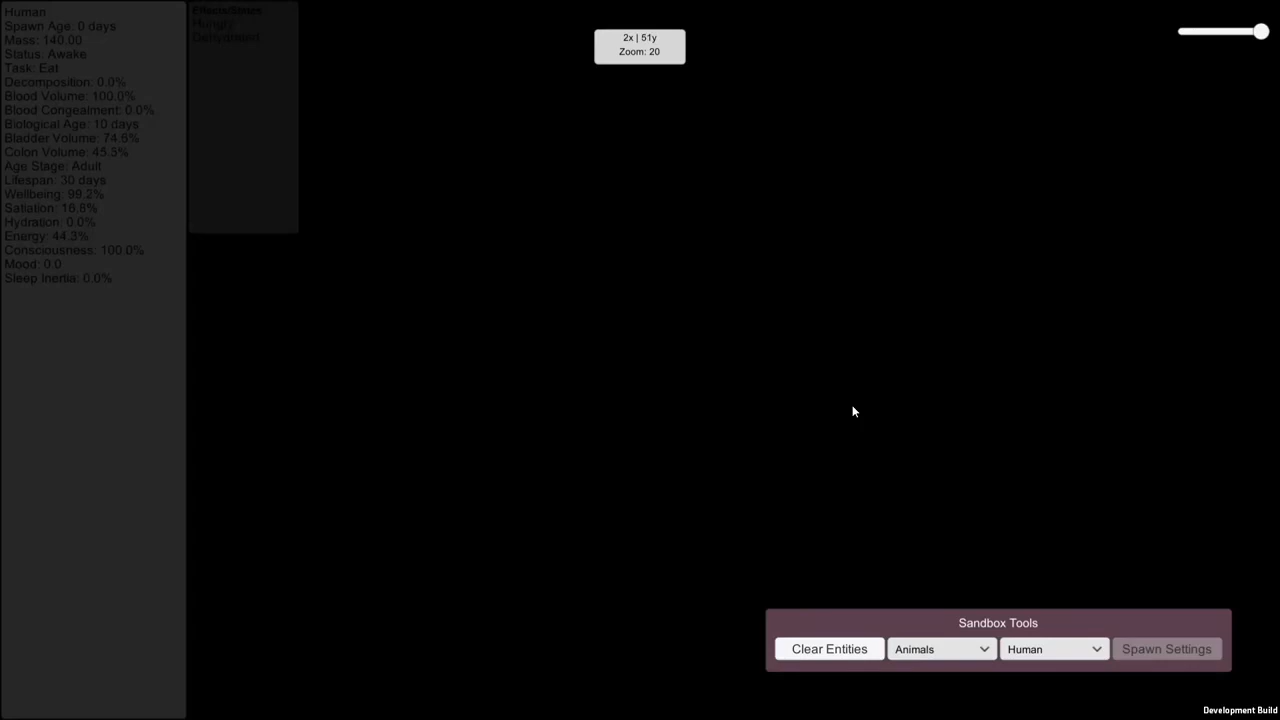 Human
Spawn Age: 0 days
Mass: 140.00
Status: Awake
Task: Eat
Decomposition: 0.0%
Blood Volume: 100.0%
Blood Congealment: 0.0%
Biological Age: 10 days
Bladder Volume: 74.6%
Colon Volume: 45.3%
Age Stage: Adult
Lifespan: 30 days
Wellbeing: 99.2%
Satiation: 16.6%
Hydration: 0.0%
Energy: 44.3%
Consciousness: 100.0%
Mood: 0.0
Sleep Inertia: 0.0%
Effects/States
Hungry
Dehydrated
2x | 51y
Zoom: 20
Sandbox Tools
Clear Entities
Animals
Human
Spawn Settings
Development Build